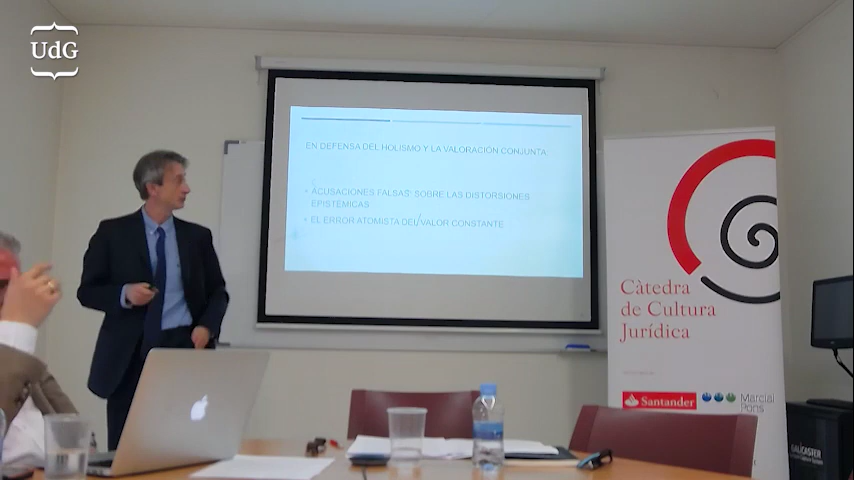 UdG
EN DEFENSA DEL HOLISMO Y LA VALORACIÓN CONJUNTA.
ACUSACIONES FALSAS: SOBRE LAS DISTORSIONES
EPISTÉMICAS
EL ERROR ATOMISTA DEL VALOR CONSTANTE
Càtedra
de Cultura
Jurídica
Santander
Marcial
Pons
GALICASTER